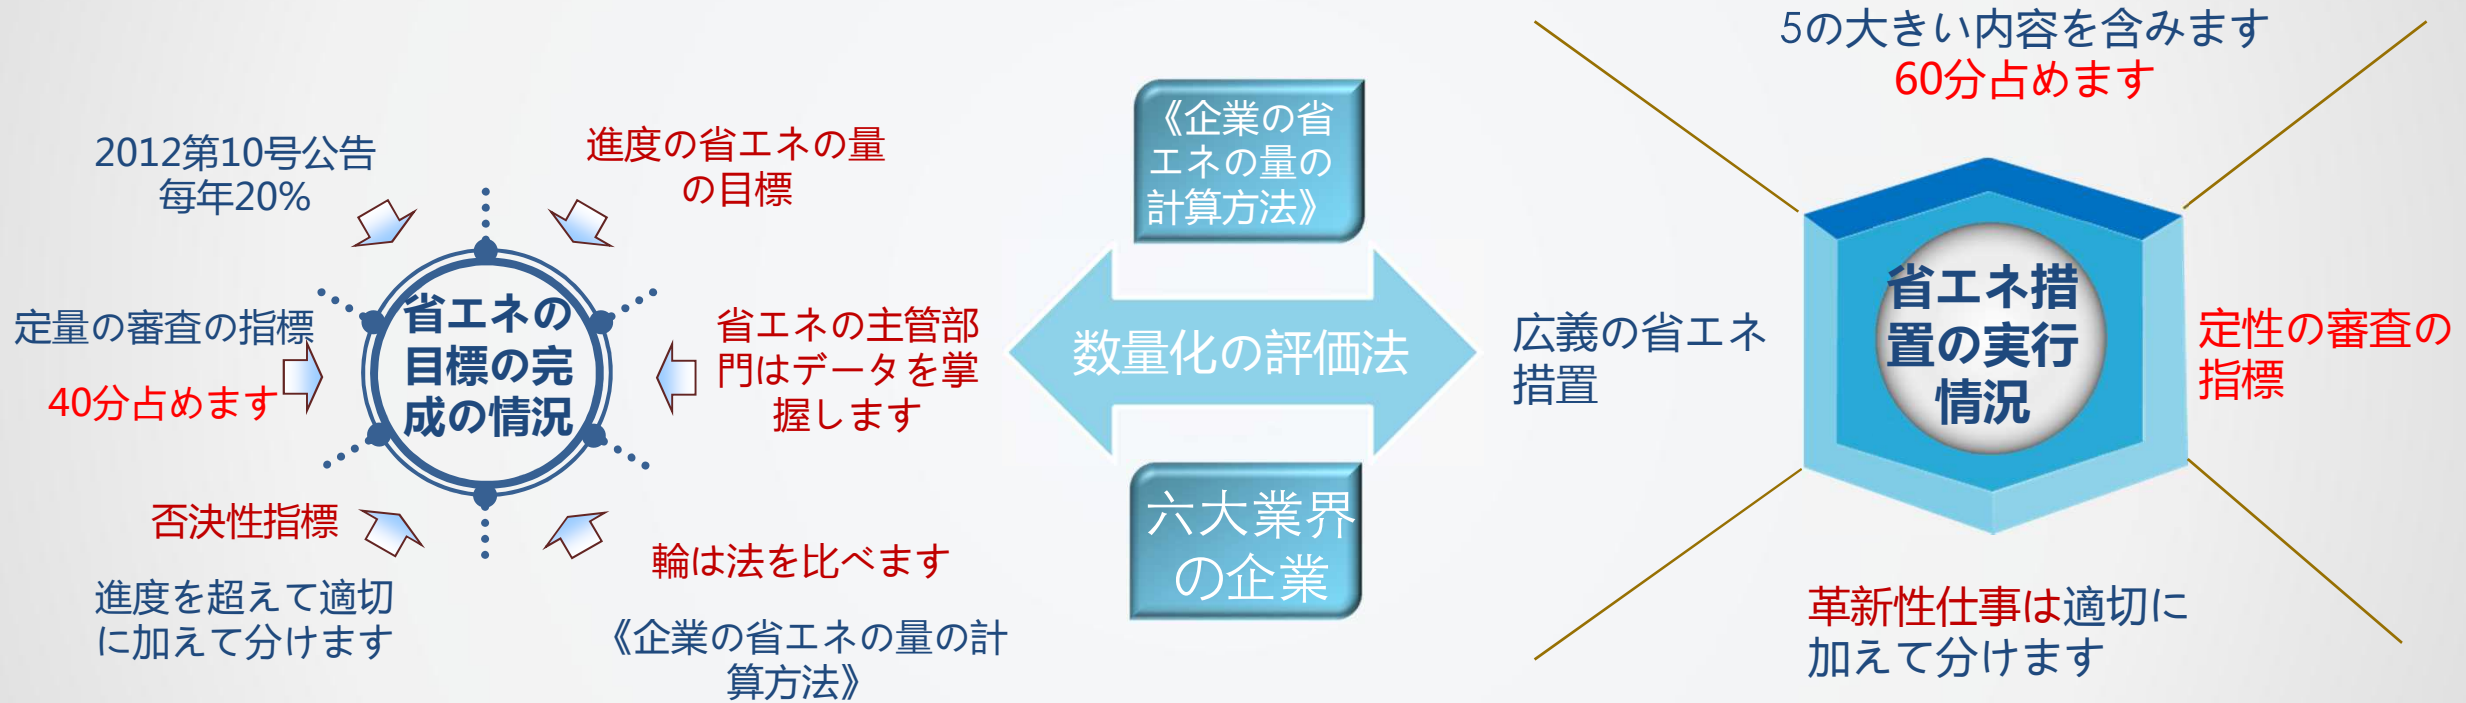 2012第10号公告
毎年20%
進度の省エネの量
の目標
定量の審査の指標
40分占めます
省エネの
目標の完
成の情況
省エネの主管部
門はデータを掌
握します
否決性指標
進度を超えて適切
に加えて分けます
輪は法を比べます
《企業の省エネの量の計
算方法》
《企業の省
エネの量の
計算方法》
数量化の評価法
六大業界
の企業
5の大きい内容を含みます
60分占めます
広義の省エネ
措置
省エネ措
置の実行
情況
定性の審査の
指標
革新性仕事は適切に
加えて分けます